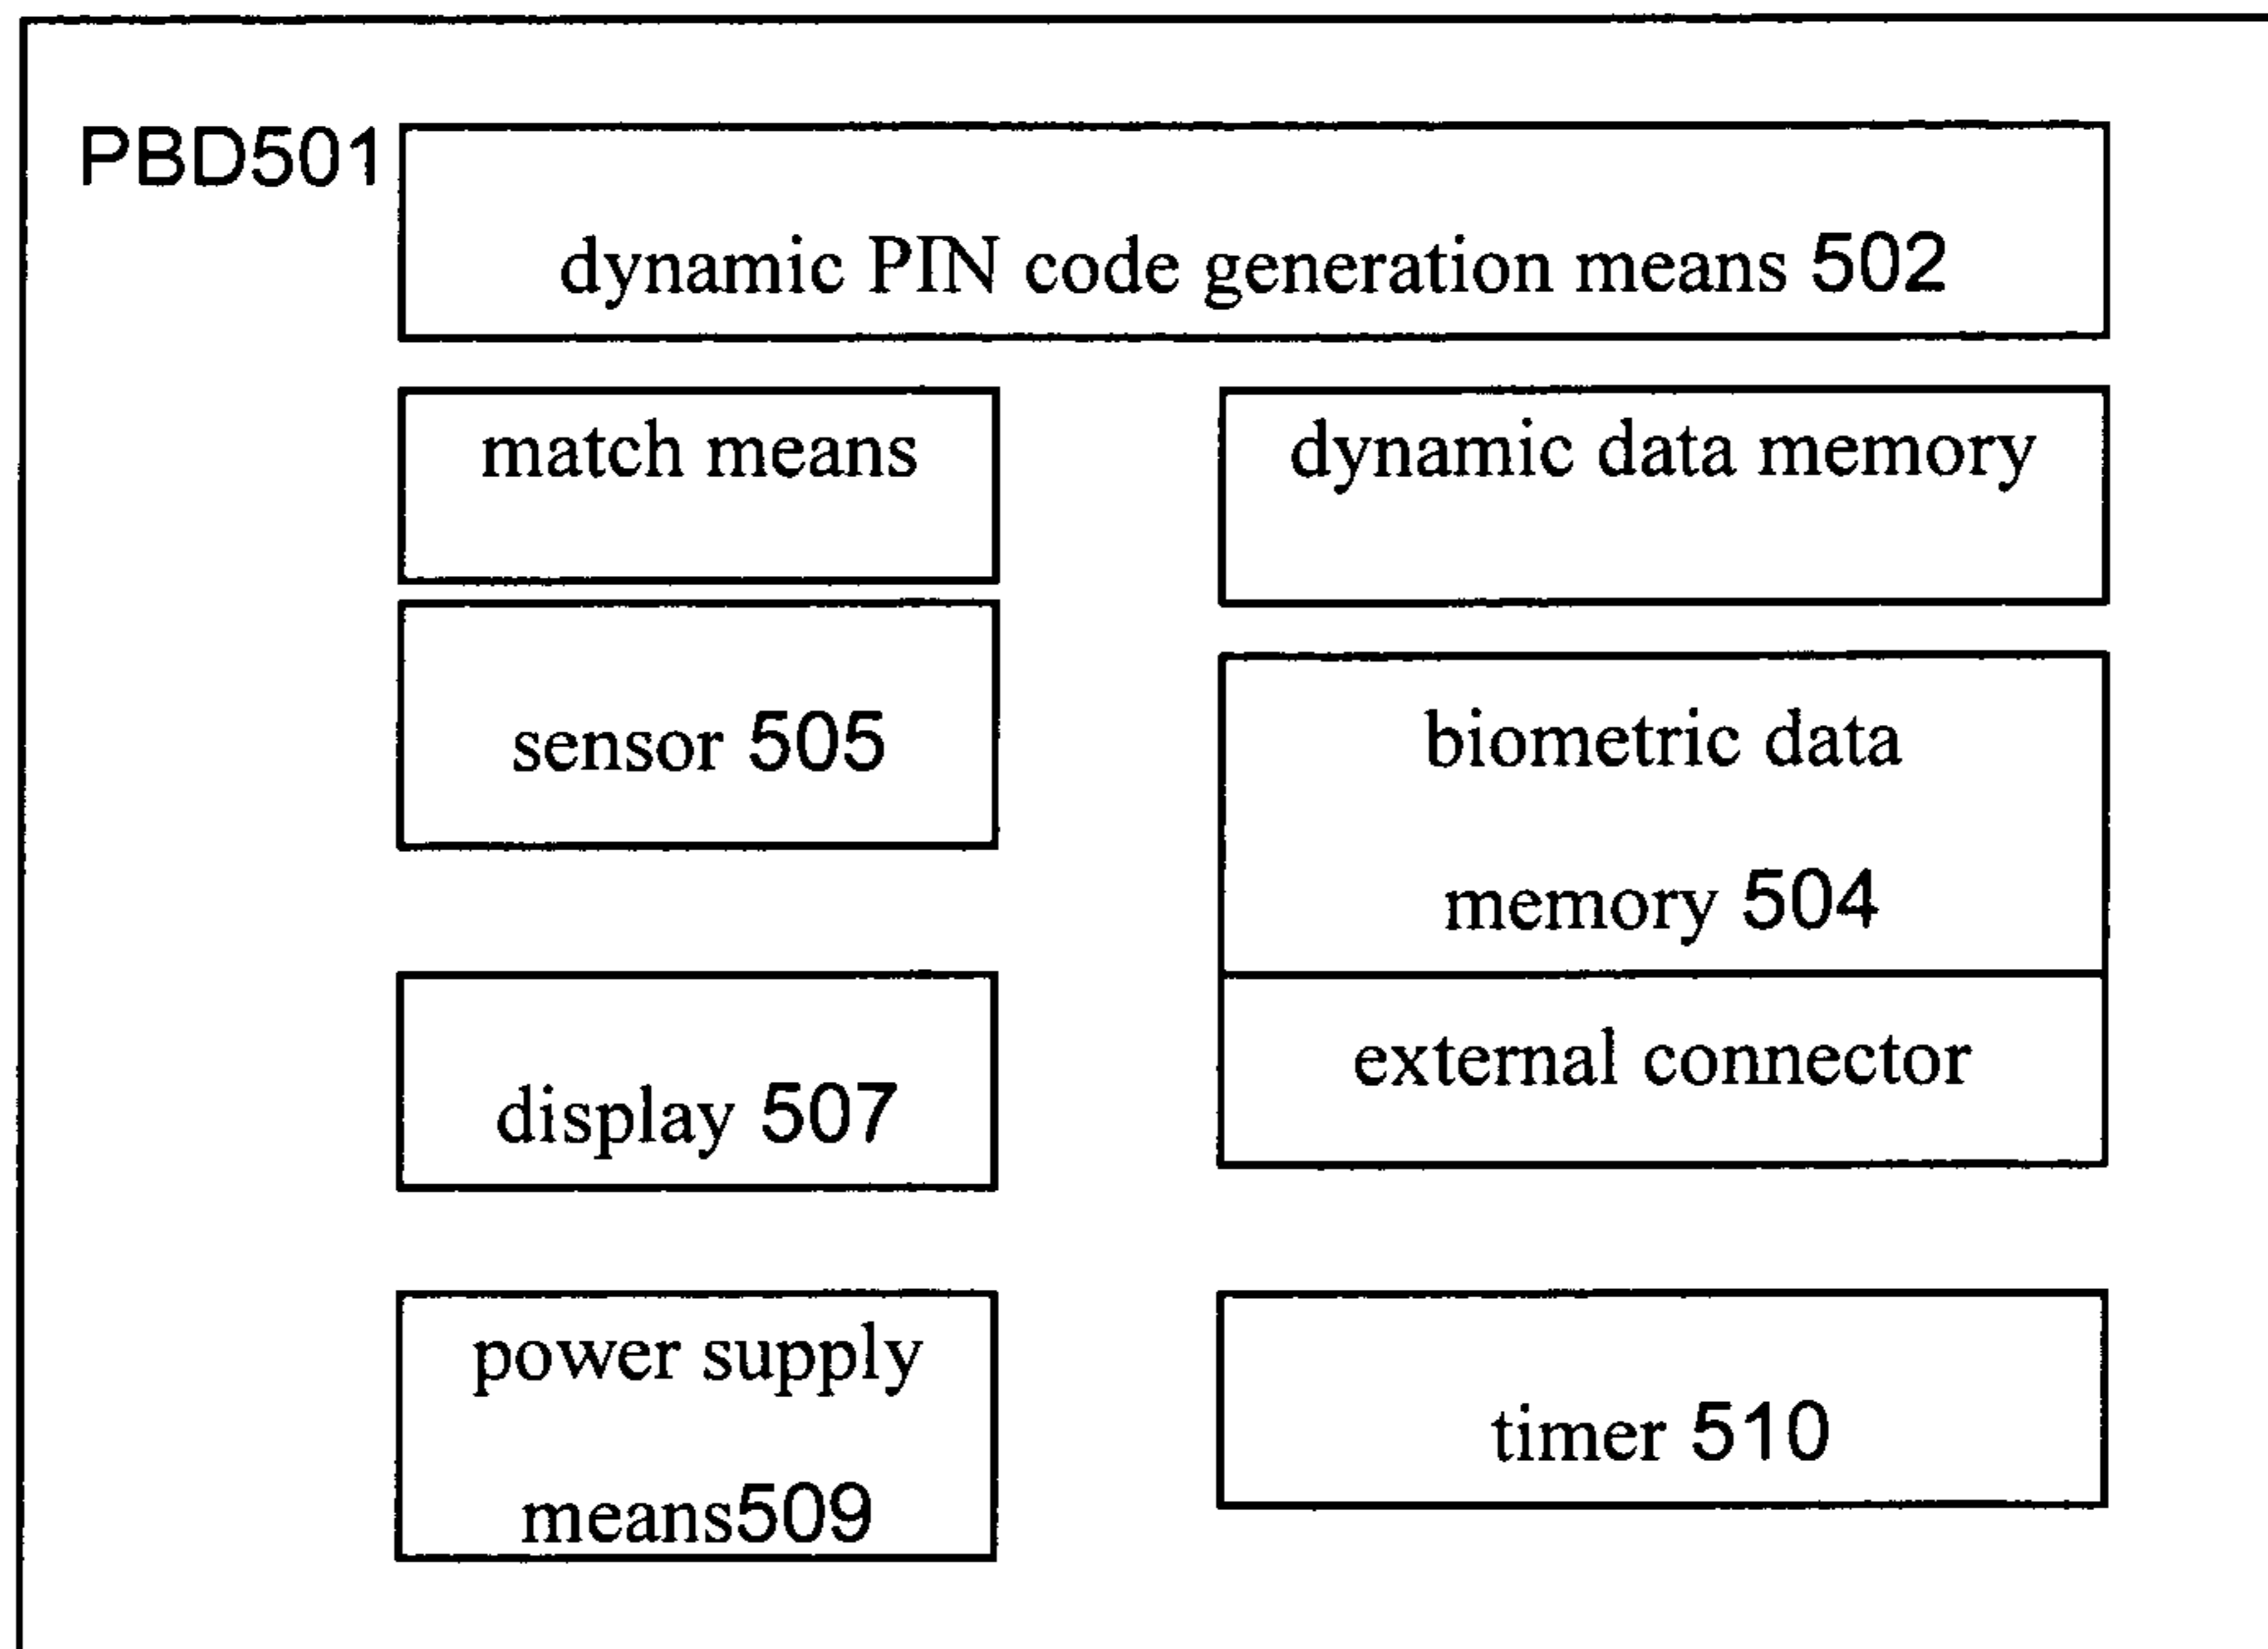 PBD501
dynamic PIN code generation means 502
match means
dynamic data memory
sensor 505
biometric data
memory 504
display 507
external connector
power supply
means509
timer 510